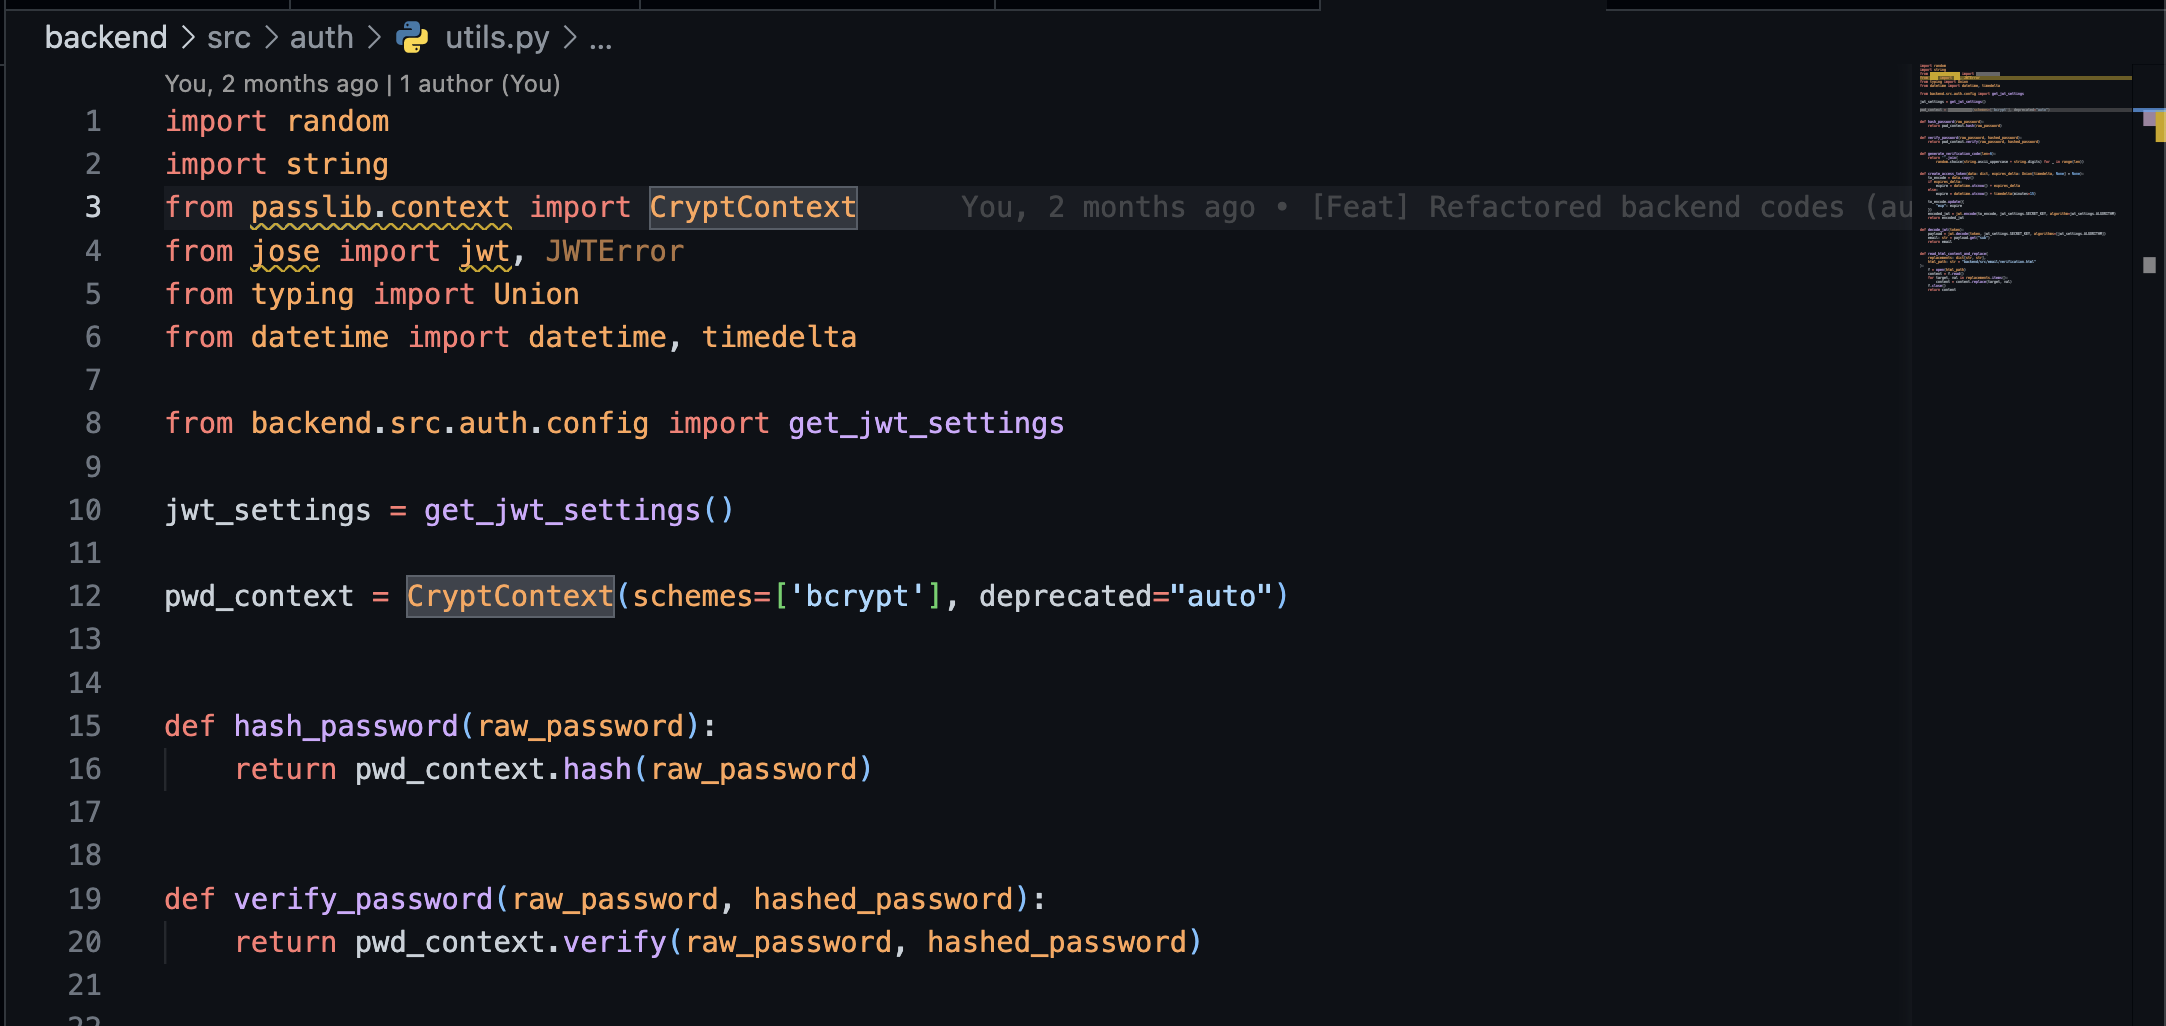 backend > src > auth > utils.py > ...
You, 2 months ago | 1 author (You)
1 import random
2 import string
3 from passlib.context import CryptContext You, 2 months ago • [Feat] Refactored backend codes (au
4 from jose import jwt, JWTError
5 from typing import Union
6 from datetime import datetime, timedelta
7
8 from backend.src.auth.config import get_jwt_settings
9
10 jwt_settings = get_jwt_settings()
11
12 pwd_context = CryptContext(schemes=['bcrypt'], deprecated="auto")
13
14
15 def hash_password(raw_password):
16     return pwd_context.hash(raw_password)
17
18
19 def verify_password(raw_password, hashed_password):
20     return pwd_context.verify(raw_password, hashed_password)
21
22